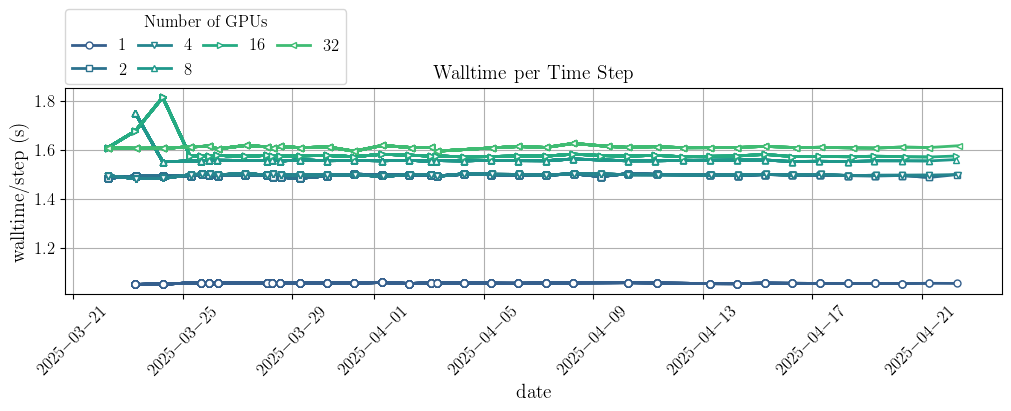 Number of GPUs
1 4 16 32
2 8
Walltime per Time Step
walltime/step (s)
1.8
1.6
1.4
1.2
2025−03−21
2025−03−25
2025−03−29
2025−04−01
2025−04−05
2025−04−09
2025−04−13
2025−04−17
2025−04−21
date